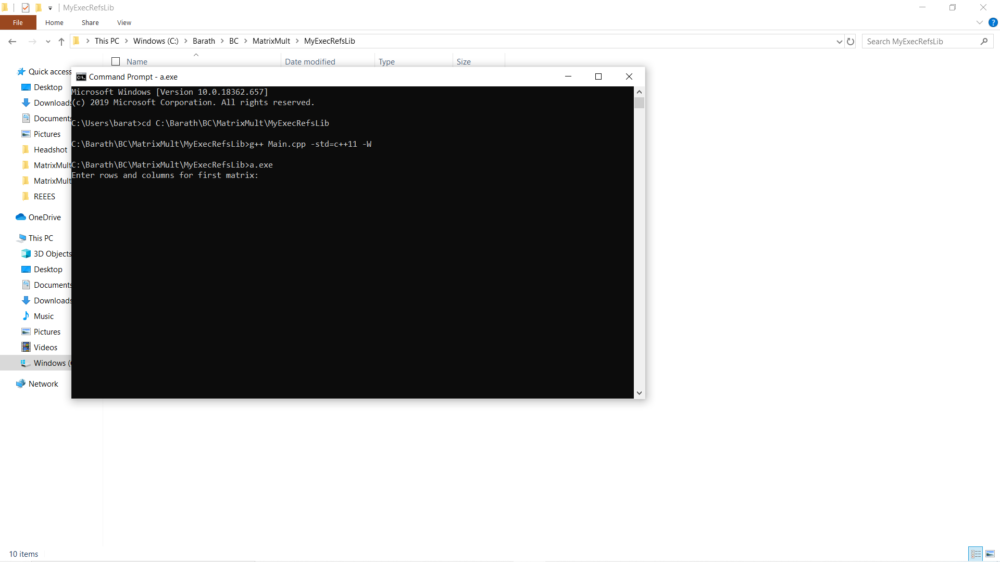 MyExecRefsLib
File Home Share View
This PC Windows (C:) Barath BC MatrixMult MyExecRefsLib
Search MyExecRefsLib
Name Date modified Type Size
Quick access
Desktop
Downloads
Documents
Pictures
Headshot
MatrixMult
MatrixMult
REEES
OneDrive
This PC
3D Objects
Desktop
Documents
Downloads
Music
Pictures
Videos
Windows (
Network
Command Prompt - a.exe
Microsoft Windows [Version 10.0.18362.657]
(c) 2019 Microsoft Corporation. All rights reserved.
C:\Users\barat>cd C:\Barath\BC\MatrixMult\MyExecRefsLib
C:\Barath\BC\MatrixMult\MyExecRefsLib>g++ Main.cpp -std=c++11 -W
C:\Barath\BC\MatrixMult\MyExecRefsLib>a.exe
Enter rows and columns for first matrix:
10 items